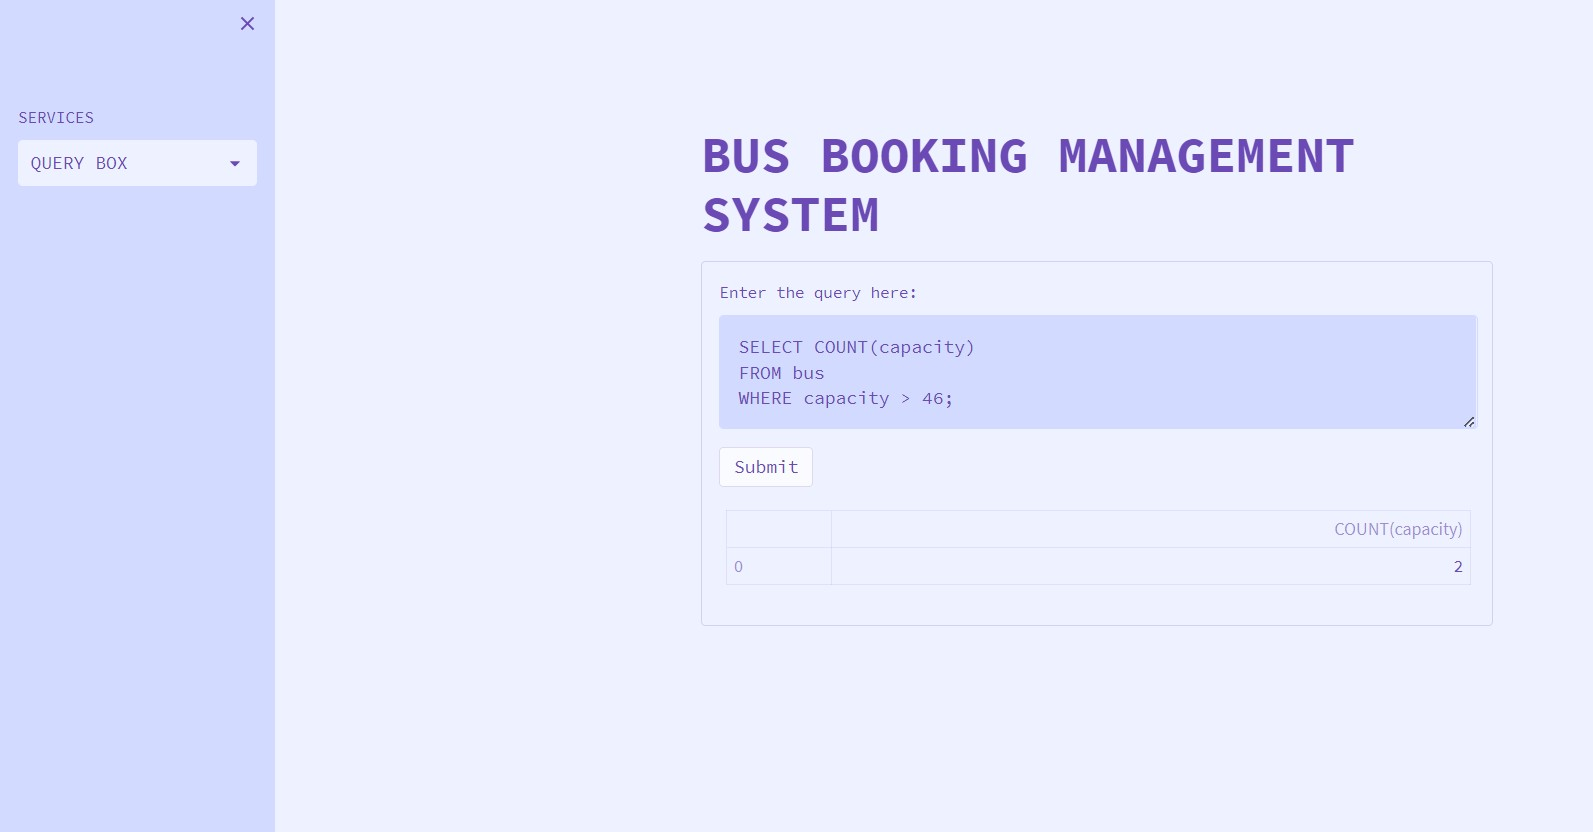 SERVICES
QUERY BOX
BUS BOOKING MANAGEMENT
SYSTEM
Enter the query here:
SELECT COUNT(capacity)
FROM bus
WHERE capacity > 46;
Submit
COUNT(capacity)
0 2